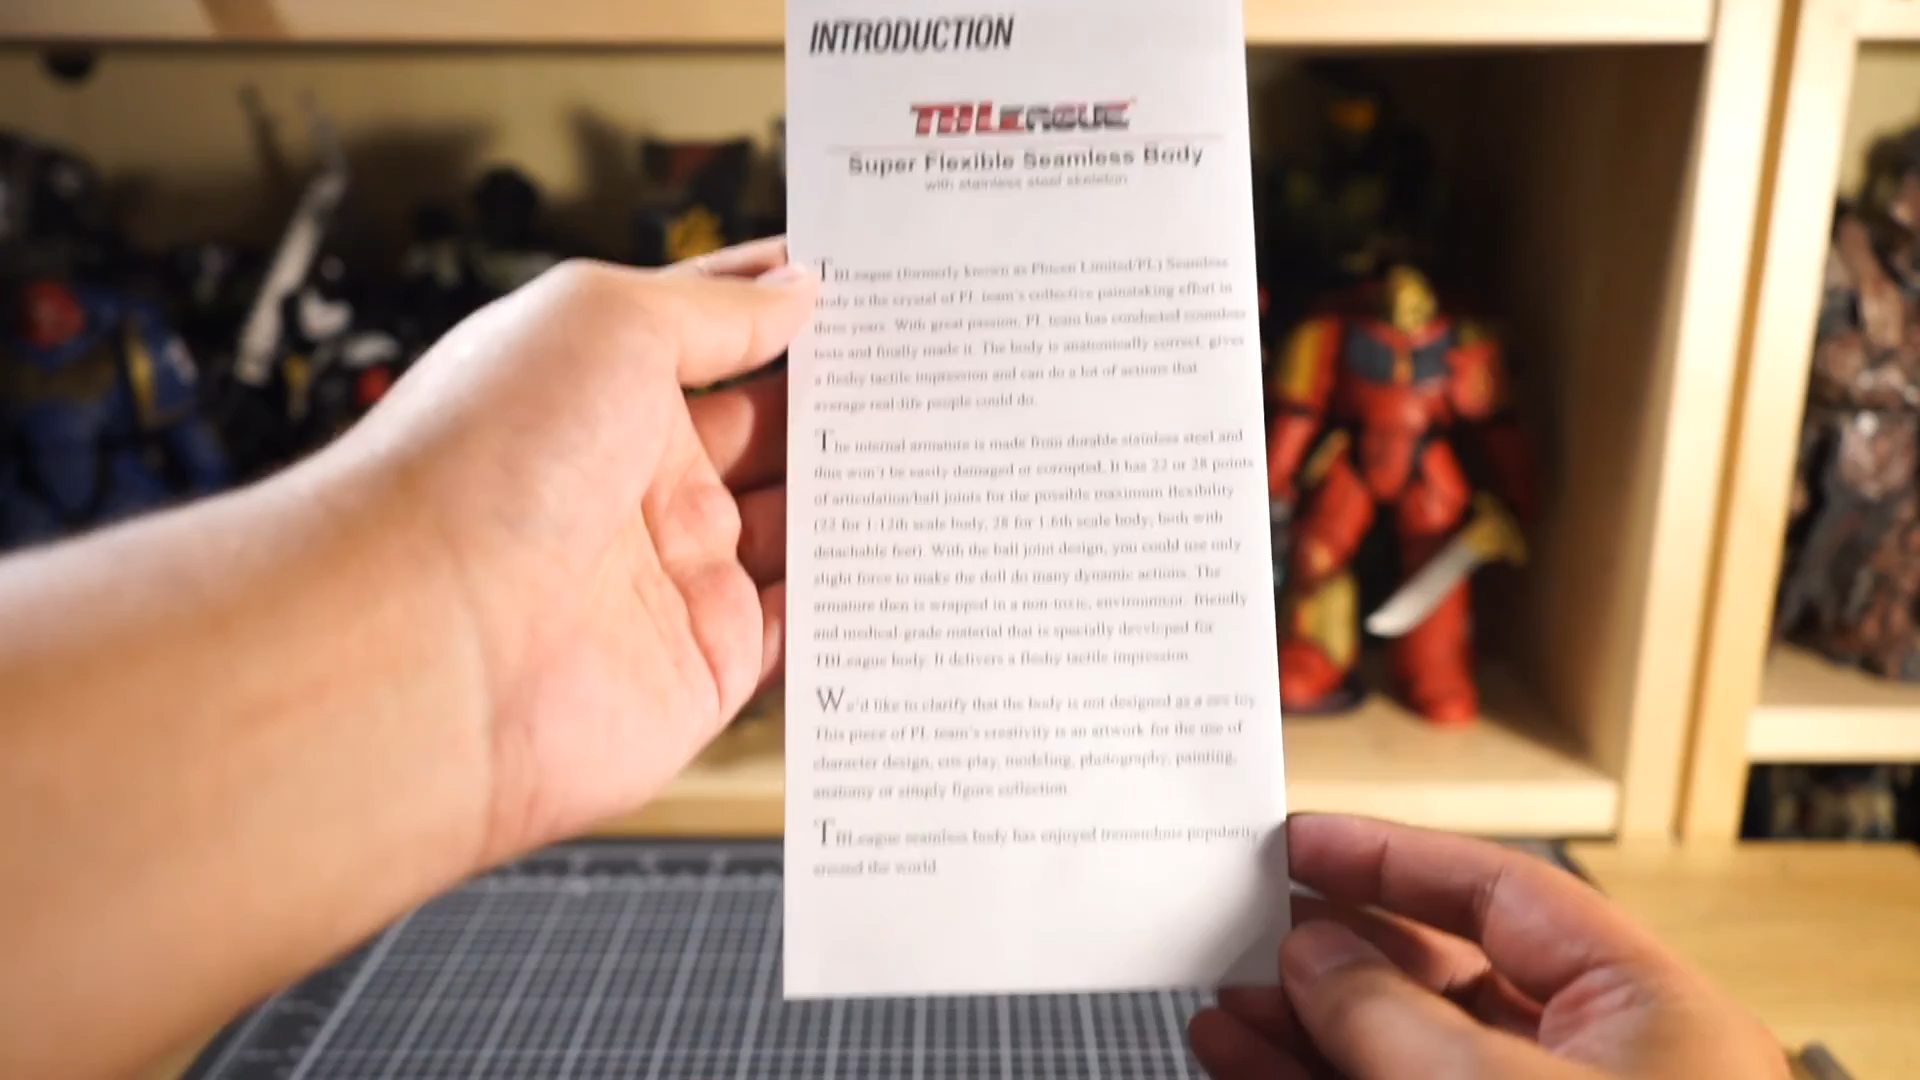 INTRODUCTION
TBLEAGUE
Super Flexible Seamless Body
with stainless steel skeleton
TBLeague (formerly known as Phicen Limited/PL) Seamless
Body is the crystal of PL team's collective painstaking effort in
three years. With great passion, PL team has conducted countless
tests and finally made it. The body is anatomically correct, gives
a fleshy tactile impression and can do a lot of actions that
average real-life people could do.
The internal armature is made from durable stainless steel and
thus won't be easily damaged or corrupted. It has 22 or 28 points
of articulation/ball joints for the possible maximum flexibility
(22 for 1:12th scale body, 28 for 1:6th scale body, both with
detachable feet). With the ball joint design, you could use only
slight force to make the doll do many dynamic actions. The
armature then is wrapped in a non-toxic, environment- friendly
and medical-grade material that is specially developed for
TBLeague body. It delivers a fleshy tactile impression.
We'd like to clarify that the body is not designed as a sex toy.
This piece of PL team's creativity is an artwork for the use of
character design, cos-play, modeling, photography, painting,
anatomy or simply figure collection.
TBLeague seamless body has enjoyed tremendous popularity
around the world.